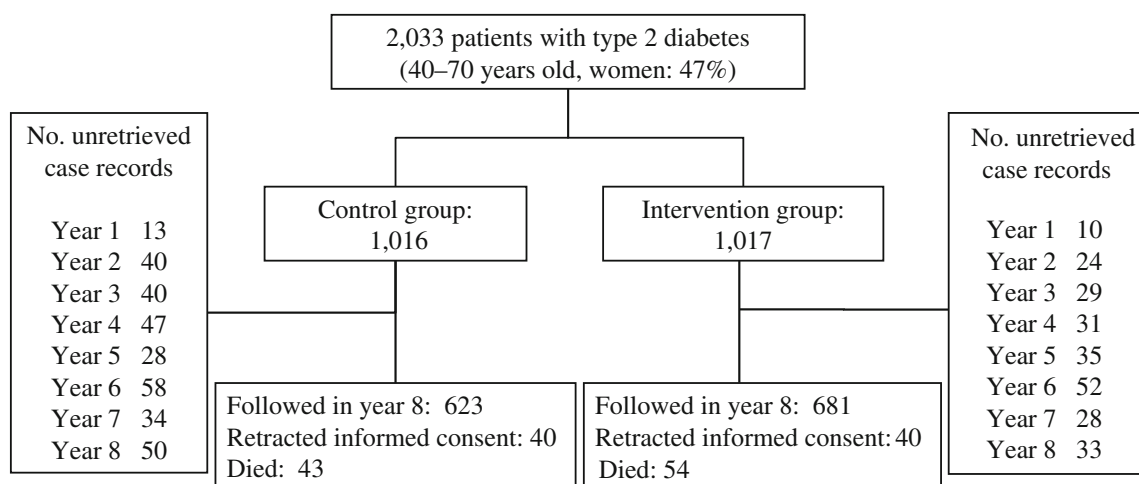 2,033 patients with type 2 diabetes
(40–70 years old, women: 47%)
No. unretrieved
case records
Year 1 13
Year 2 40
Year 3 40
Year 4 47
Year 5 28
Year 6 58
Year 7 34
Year 8 50
Control group:
1,016
Intervention group:
1,017
No. unretrieved
case records
Year 1 10
Year 2 24
Year 3 29
Year 4 31
Year 5 35
Year 6 52
Year 7 28
Year 8 33
Followed in year 8: 623
Retracted informed consent: 40
Died: 43
Followed in year 8: 681
Retracted informed consent: 40
Died: 54